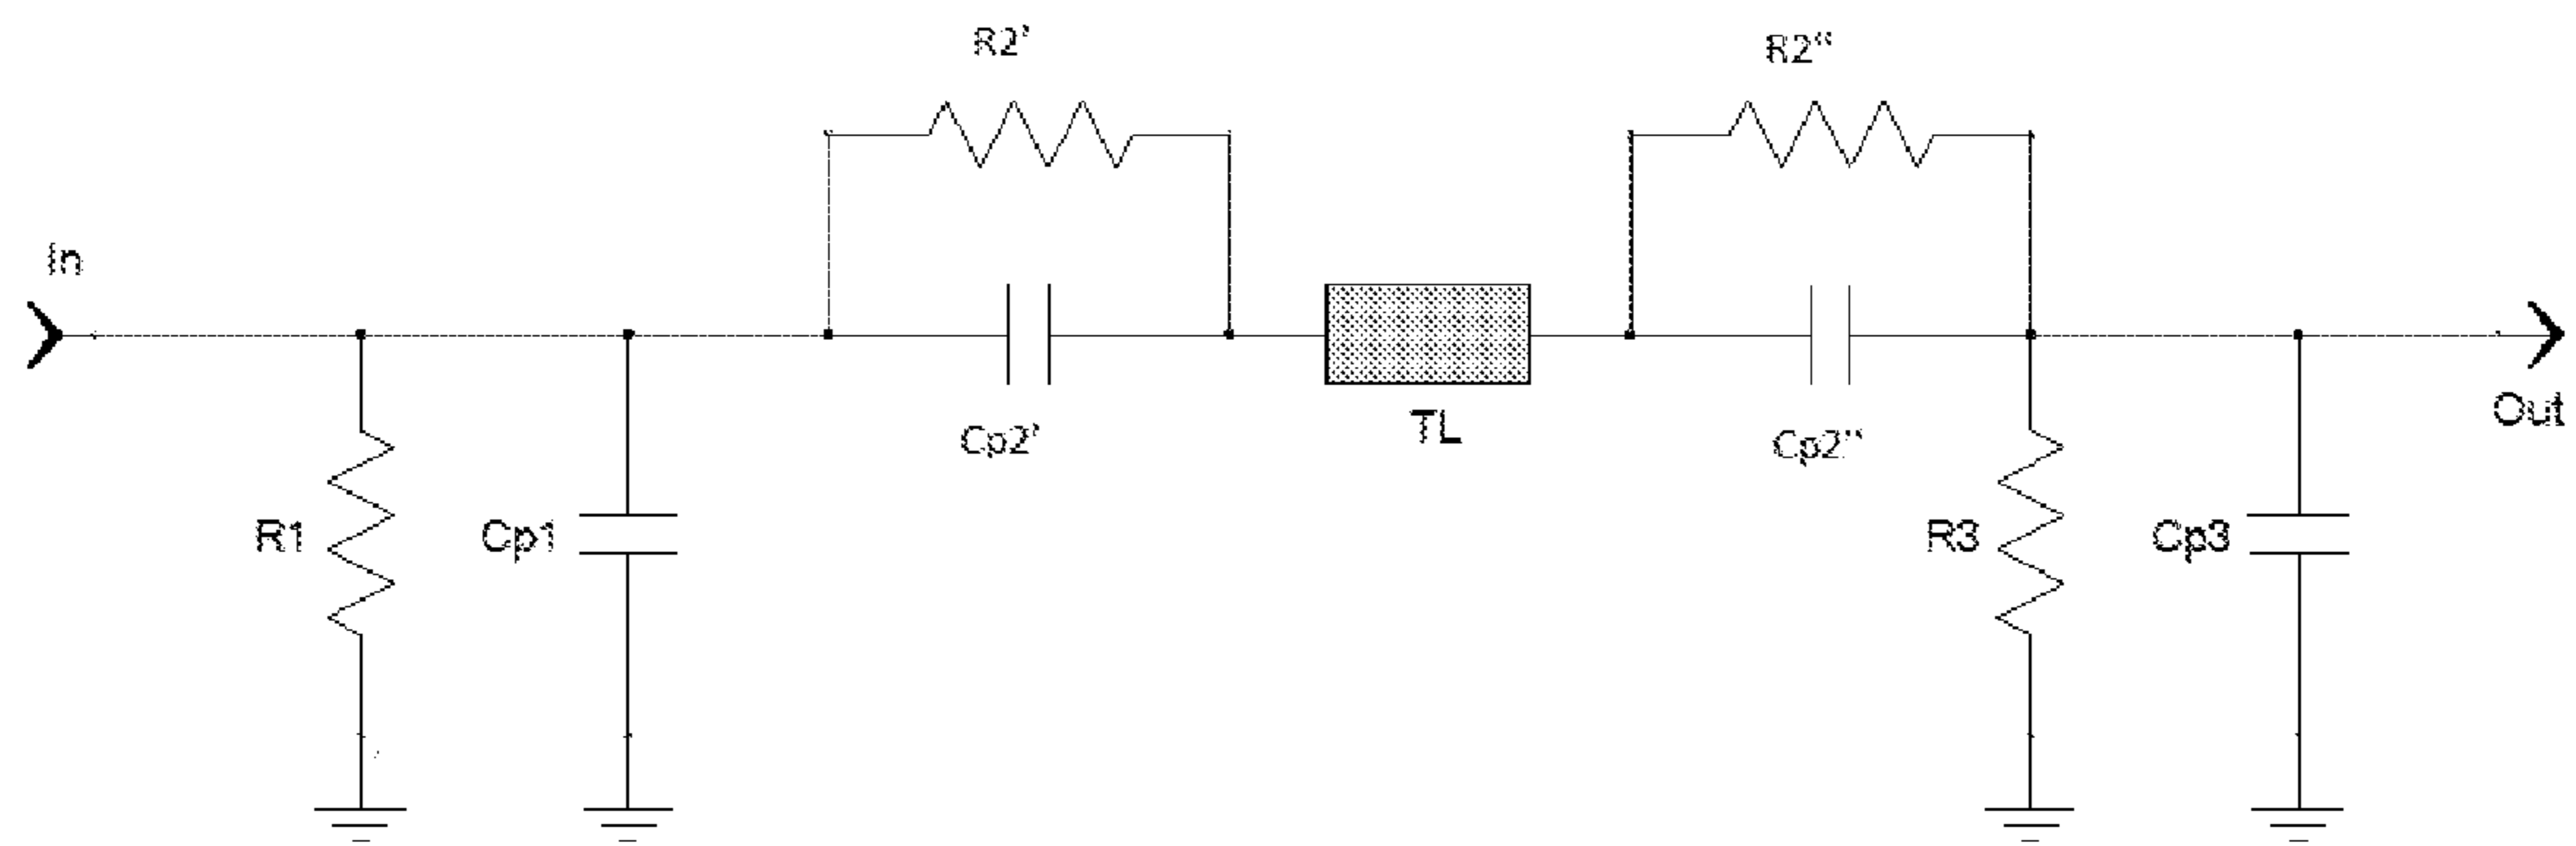 R2'
R2"
In
Cp2'
TL
Cp2"
Out
R1
Cp1
R3
Cp3